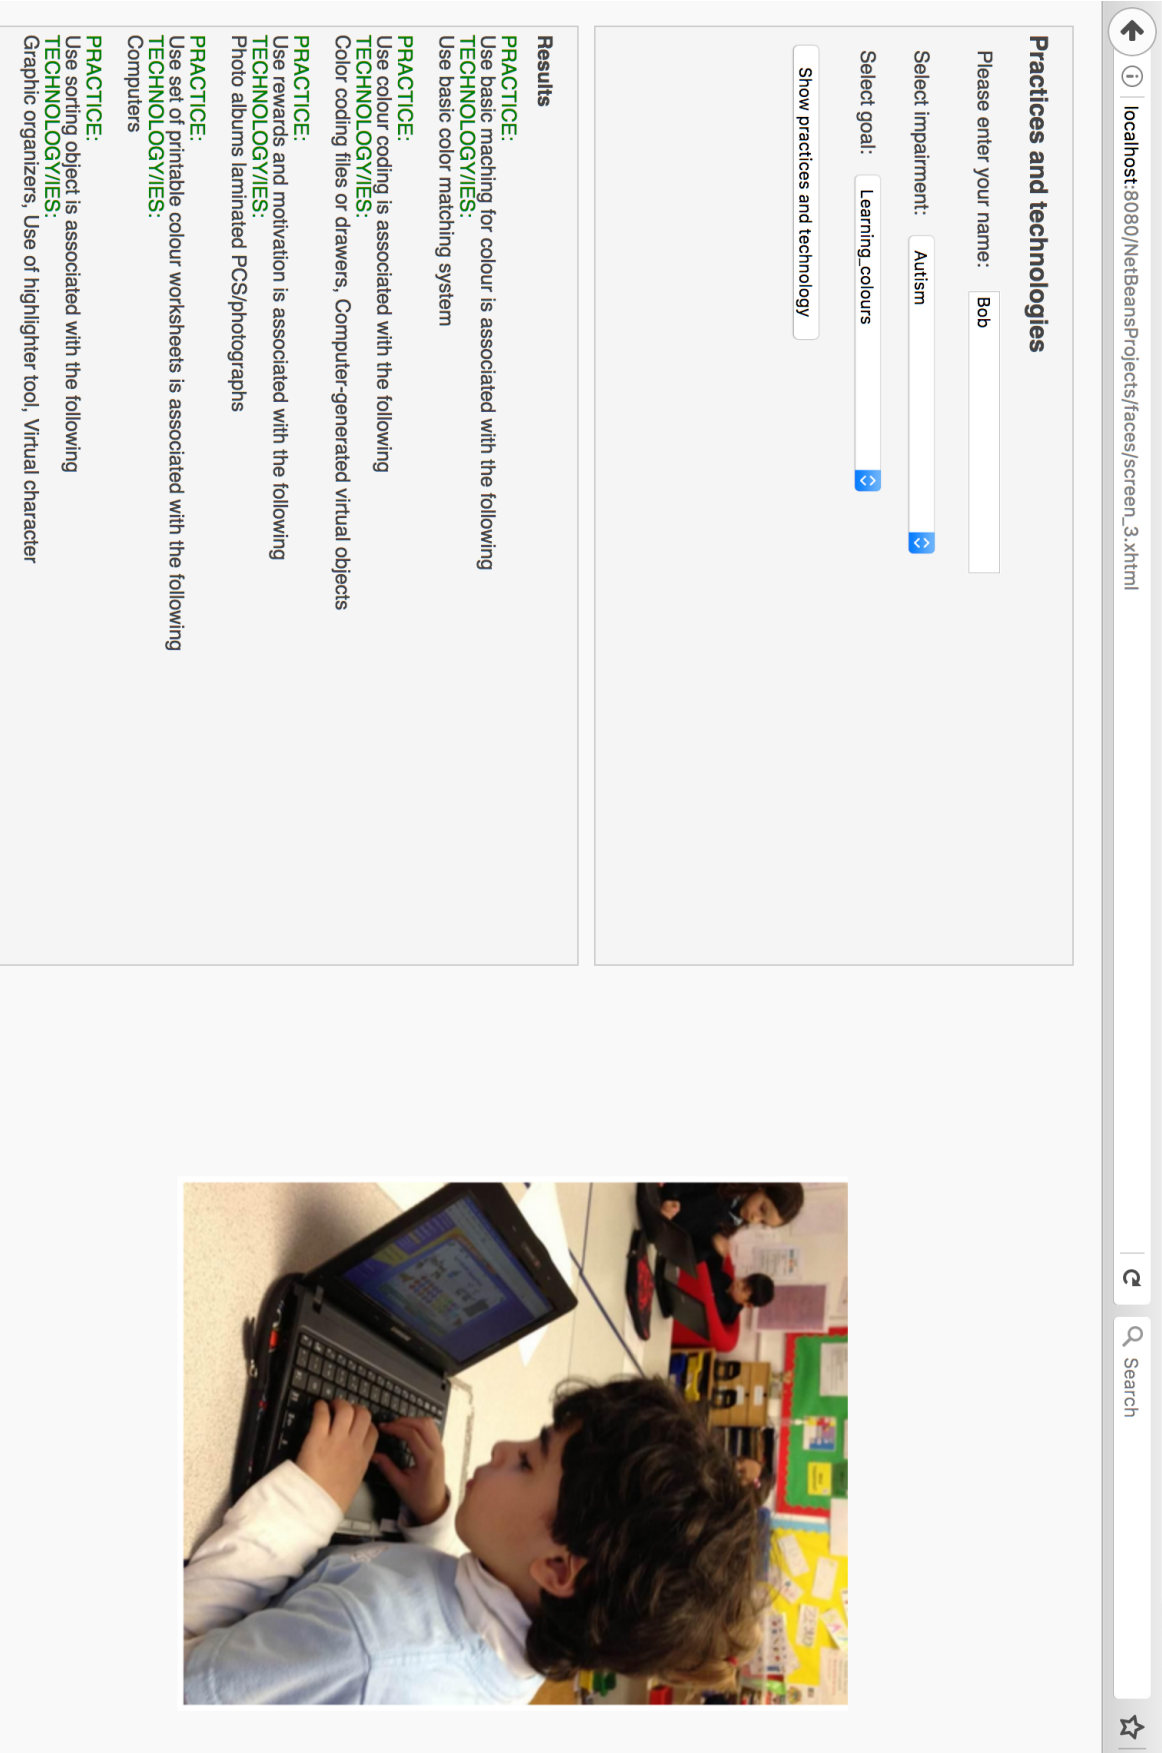 localhost:8080/NetBeansProjects/faces/screen_3.xhtml
Search
Practices and technologies
Please enter your name: Bob
Select impairment: Autism
Select goal: Learning_colours
Show practices and technology
Results
PRACTICE:
Use basic maching for colour is associated with the following
TECHNOLOGY/IES:
Use basic color matching system
PRACTICE:
Use colour coding is associated with the following
TECHNOLOGY/IES:
Color coding files or drawers, Computer-generated virtual objects
PRACTICE:
Use rewards and motivation is associated with the following
TECHNOLOGY/IES:
Photo albums laminated PCS/photographs
PRACTICE:
Use set of printable colour worksheets is associated with the following
TECHNOLOGY/IES:
Computers
PRACTICE:
Use sorting object is associated with the following
TECHNOLOGY/IES:
Graphic organizers, Use of highlighter tool, Virtual character